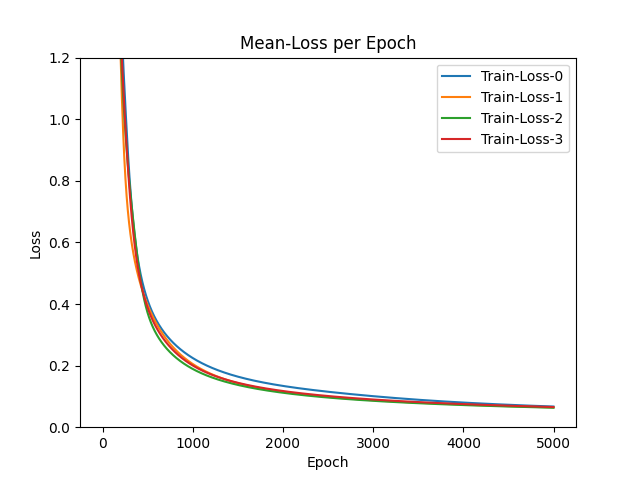 Mean-Loss per Epoch
1.2
1.0
0.8
0.6
0.4
0.2
0.0
Loss
Train-Loss-0
Train-Loss-1
Train-Loss-2
Train-Loss-3
0 1000 2000 3000 4000 5000
Epoch